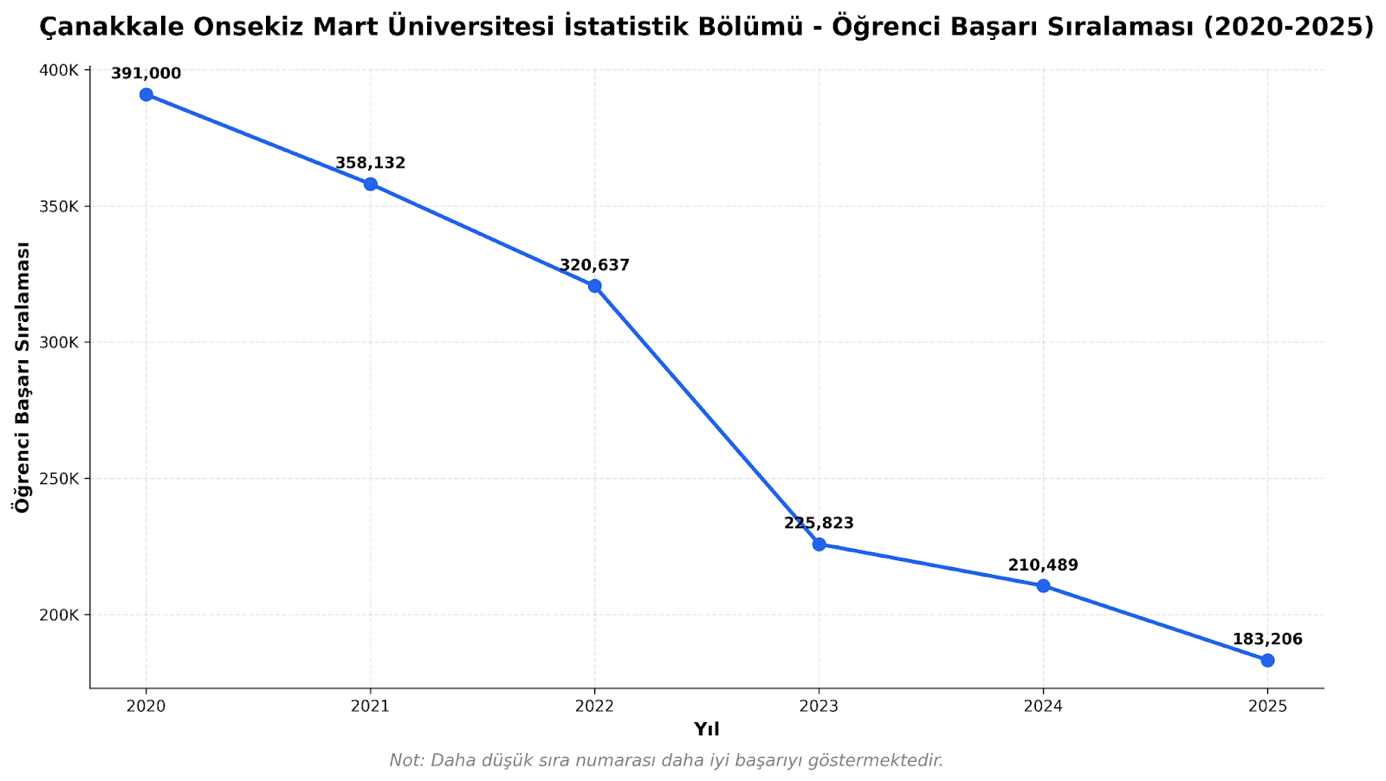 Çanakkale Onsekiz Mart Üniversitesi İstatistik Bölümü - Öğrenci Başarı Sıralaması (2020-2025)
Öğrenci Başarı Sıralaması
400K
350K
300K
250K
200K
391,000
358,132
320,637
225,823
210,489
183,206
2020 2021 2022 2023 2024 2025
Yıl
Not: Daha düşük sıra numarası daha iyi başarıyı göstermektedir.